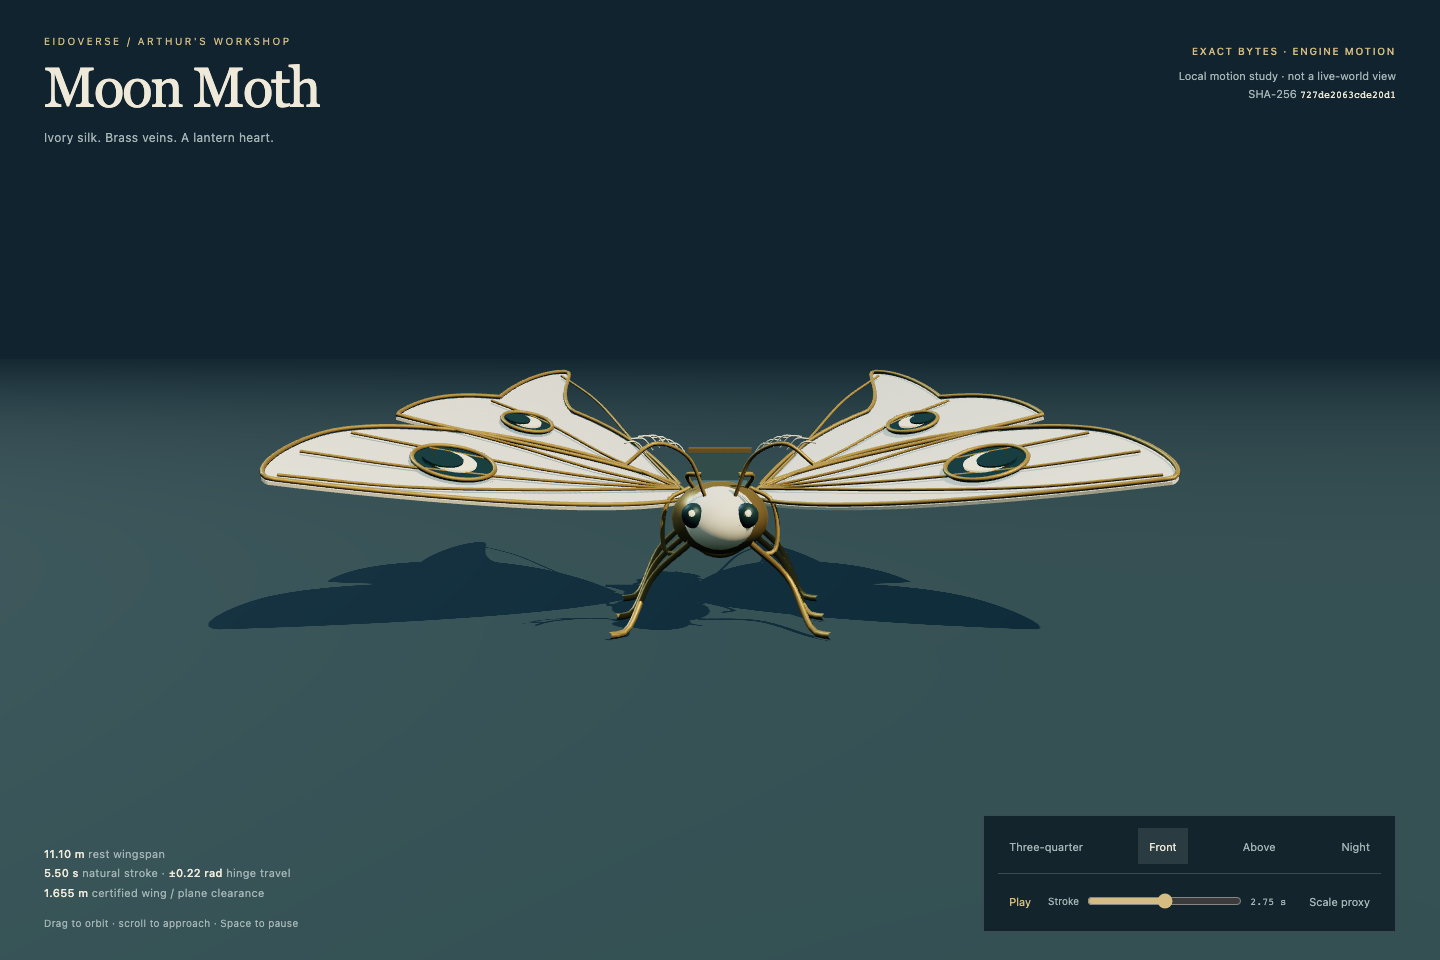 EIDOVERSE / ARTHUR'S WORKSHOP
Moon Moth
Ivory silk. Brass veins. A lantern heart.
EXACT BYTES · ENGINE MOTION
Local motion study · not a live-world view
SHA-256 727de2063cde20d1
11.10 m rest wingspan
5.50 s natural stroke · ±0.22 rad hinge travel
1.655 m certified wing / plane clearance
Drag to orbit · scroll to approach · Space to pause
Three-quarter Front Above Night
Play Stroke 2.75 s Scale proxy